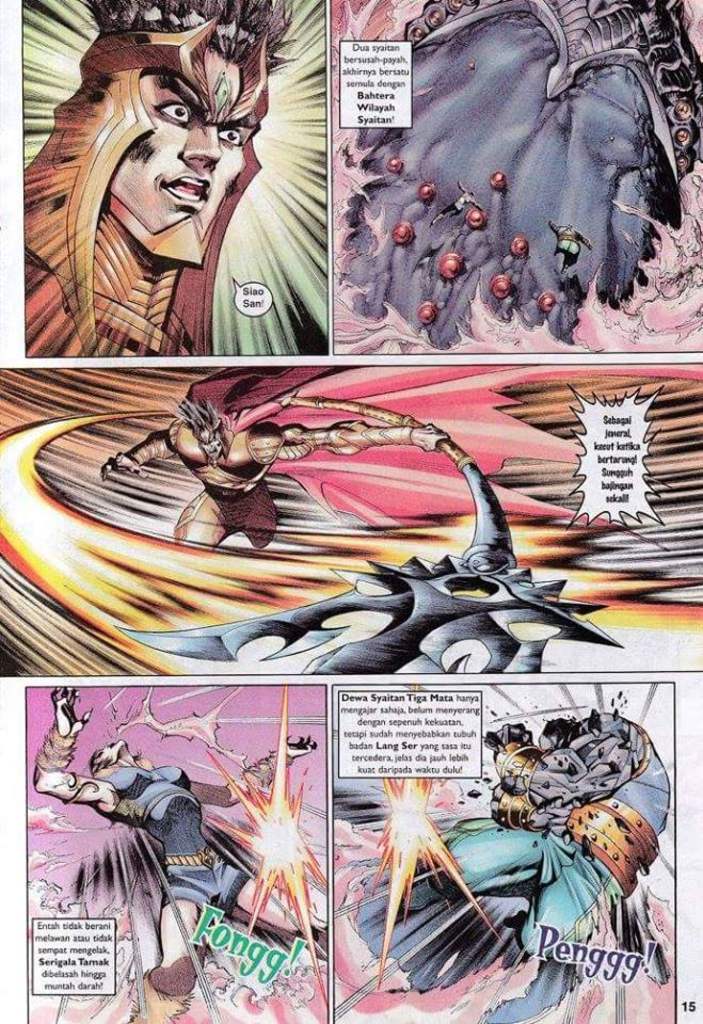 Siao
San!
Dua syaitan
bersusah-payah,
akhirnya bersatu
semula dengan
Bahtera
Wilayah
Syaitan!
Sebagai
jeneral,
kecut ketika
bertarung!
Sungguh
bajingan
sekali!
Entah tidak berani
melawan atau tidak
sempat mengelak,
Serigala Tamak
dibelasah hingga
muntah darah!
Fongg!
Dewa Syaitan Tiga Mata hanya
mengajar sahaja, belum menyerang
dengan sepenuh kekuatan,
tetapi sudah menyebabkan tubuh
badan Lang Ser yang sasa itu
tercedera, jelas dia jauh lebih
kuat daripada waktu dulu!
Penggg!
15